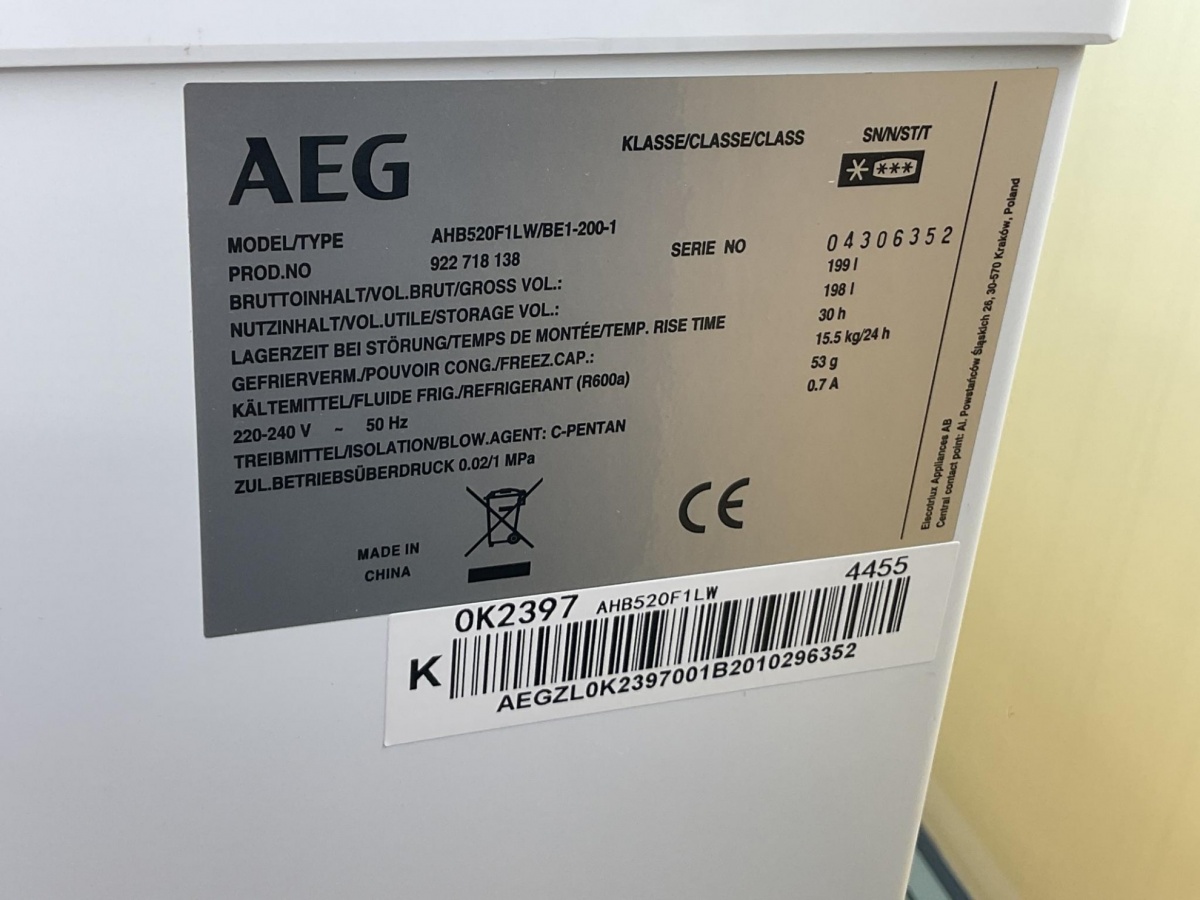 AEG
KLASSE/CLASSE/CLASS SN/N/ST/T
MODEL/TYPE AHB520F1LW/BE1-200-1
PROD.NO 922 718 138 SERIE NO 04306352
BRUTTOINHALT/VOL.BRUT/GROSS VOL.: 199 l
NUTZINHALT/VOL.UTILE/STORAGE VOL.: 198 l
LAGERZEIT BEI STÖRUNG/TEMPS DE MONTÉE/TEMP. RISE TIME 30 h
GEFRIERVERM./POUVOIR CONG./FREEZ.CAP.: 15.5 kg/24 h
KÄLTEMITTEL/FLUIDE FRIG./REFRIGERANT (R600a) 53 g
220-240 V ~ 50 Hz 0.7 A
TREIBMITTEL/ISOLATION/BLOW.AGENT: C-PENTAN
ZUL.BETRIEBSÜBERDRUCK 0.02/1 MPa
CE
MADE IN
CHINA
Elecotrlux Appliances AB
Central contact point: Al. Powstańców Śląskich 26, 30-570 Kraków, Poland
0K2397 AHB520F1LW 4455
K
AEGZL0K2397001B2010296352